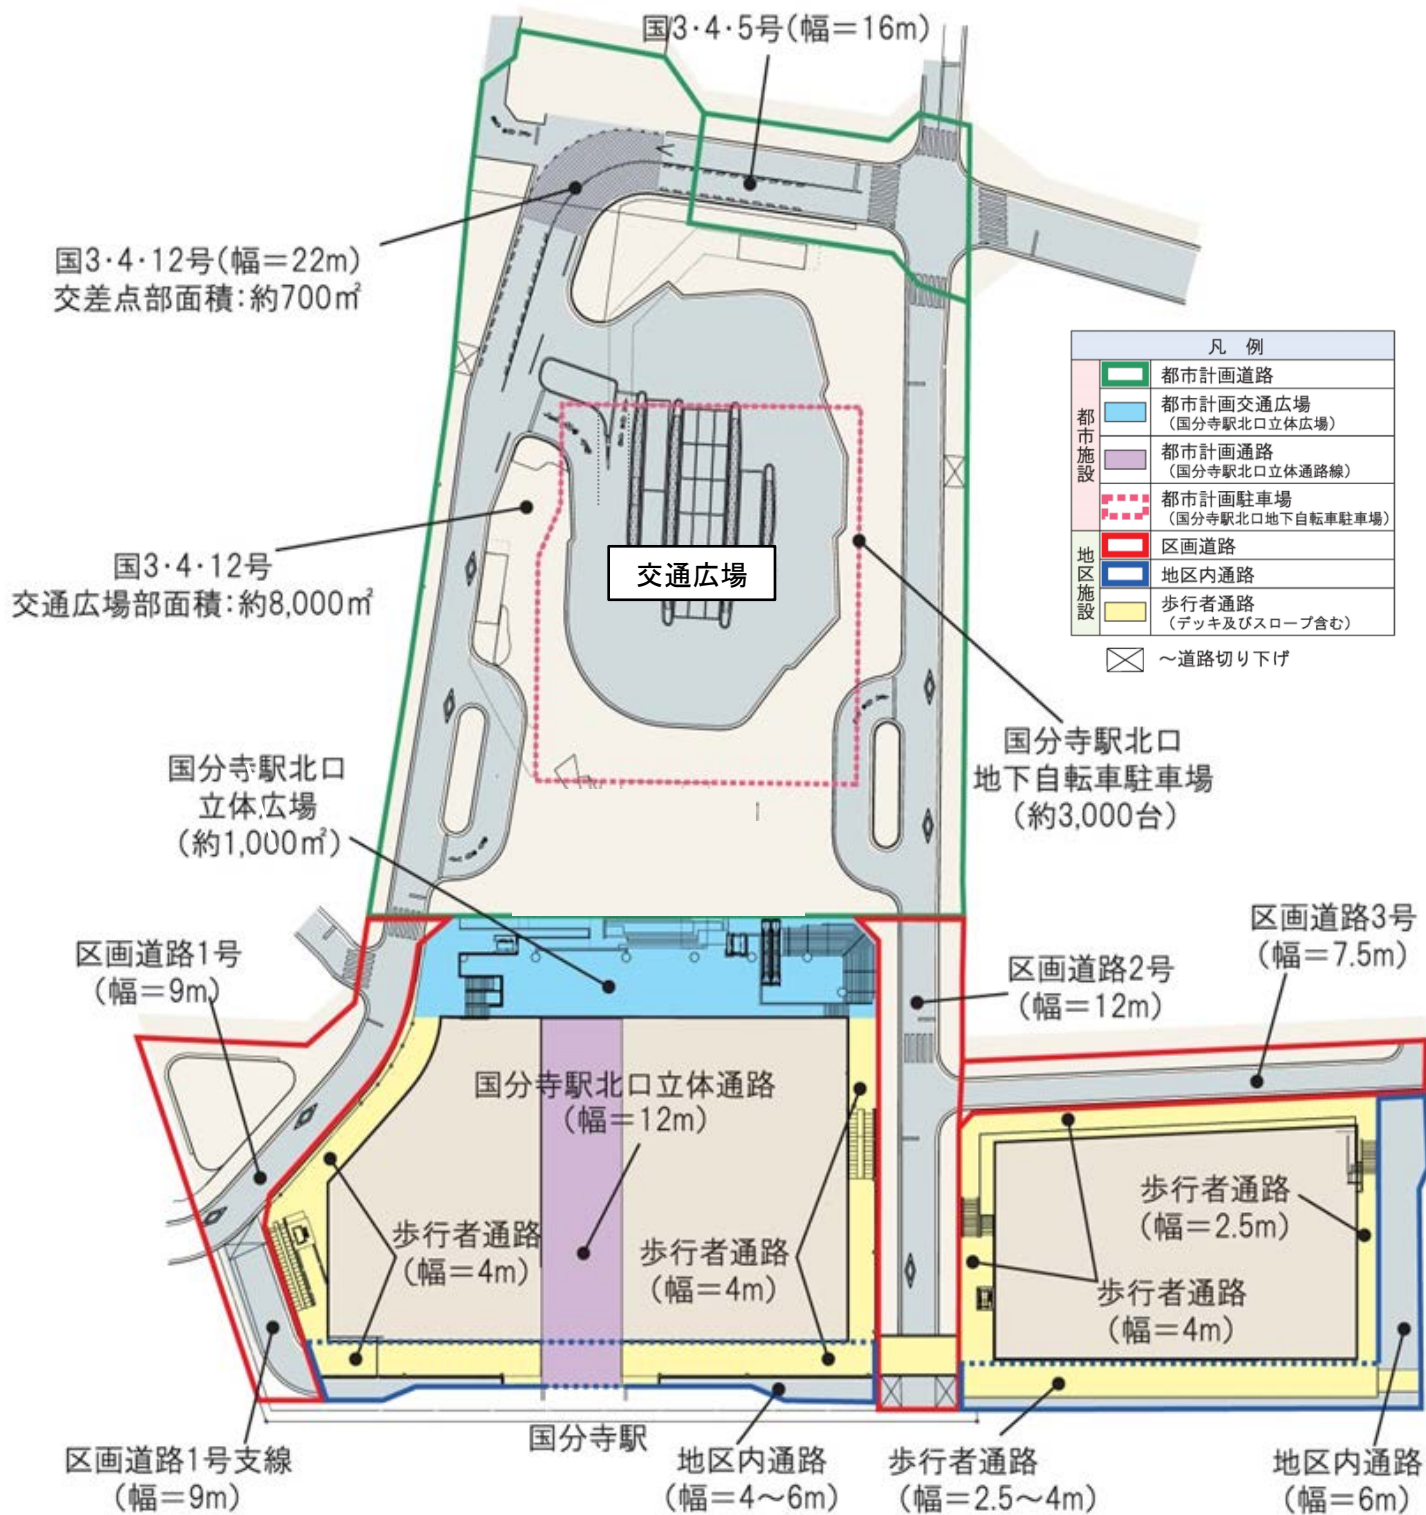 国3・4・5号(幅＝16m)
国3・4・12号(幅＝22m)
交差点部面積：約700㎡
凡 例
都市施設
都市計画道路
都市計画交通広場
(国分寺駅北口立体広場)
都市計画通路
(国分寺駅北口立体通路線)
都市計画駐車場
(国分寺駅北口地下自転車駐車場)
地区施設
区画道路
地区内通路
歩行者通路
(デッキ及びスロープ含む)
～道路切り下げ
国3・4・12号
交通広場部面積：約8,000㎡
交通広場
国分寺駅北口
地下自転車駐車場
(約3,000台)
国分寺駅北口
立体広場
(約1,000㎡)
区画道路1号
(幅＝9m)
区画道路2号
(幅＝12m)
区画道路3号
(幅＝7.5m)
国分寺駅北口立体通路
(幅＝12m)
歩行者通路
(幅＝4m)
歩行者通路
(幅＝4m)
歩行者通路
(幅＝2.5m)
歩行者通路
(幅＝4m)
国分寺駅
区画道路1号支線
(幅＝9m)
地区内通路
(幅＝4～6m)
歩行者通路
(幅＝2.5～4m)
地区内通路
(幅＝6m)